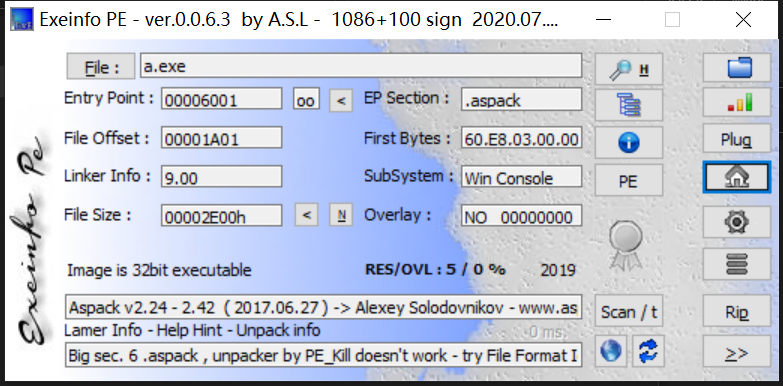 Exeinfo PE - ver.0.0.6.3 by A.S.L - 1086+100 sign 2020.07....
File :
a.exe
H
Entry Point :
00006001
oo
<
EP Section :
.aspack
File Offset :
00001A01
First Bytes :
60.E8.03.00.00
Plug
Linker Info :
9.00
SubSystem :
Win Console
PE
File Size :
00002E00h
<
N
Overlay :
NO 00000000
Image is 32bit executable
RES/OVL : 5 / 0 %
2019
Aspack v2.24 - 2.42 ( 2017.06.27 ) -> Alexey Solodovnikov - www.as
Scan / t
Rip
Lamer Info - Help Hint - Unpack info
-0 ms.
Big sec. 6 .aspack , unpacker by PE_Kill doesn't work - try File Format I
>>
Exeinfo Pe